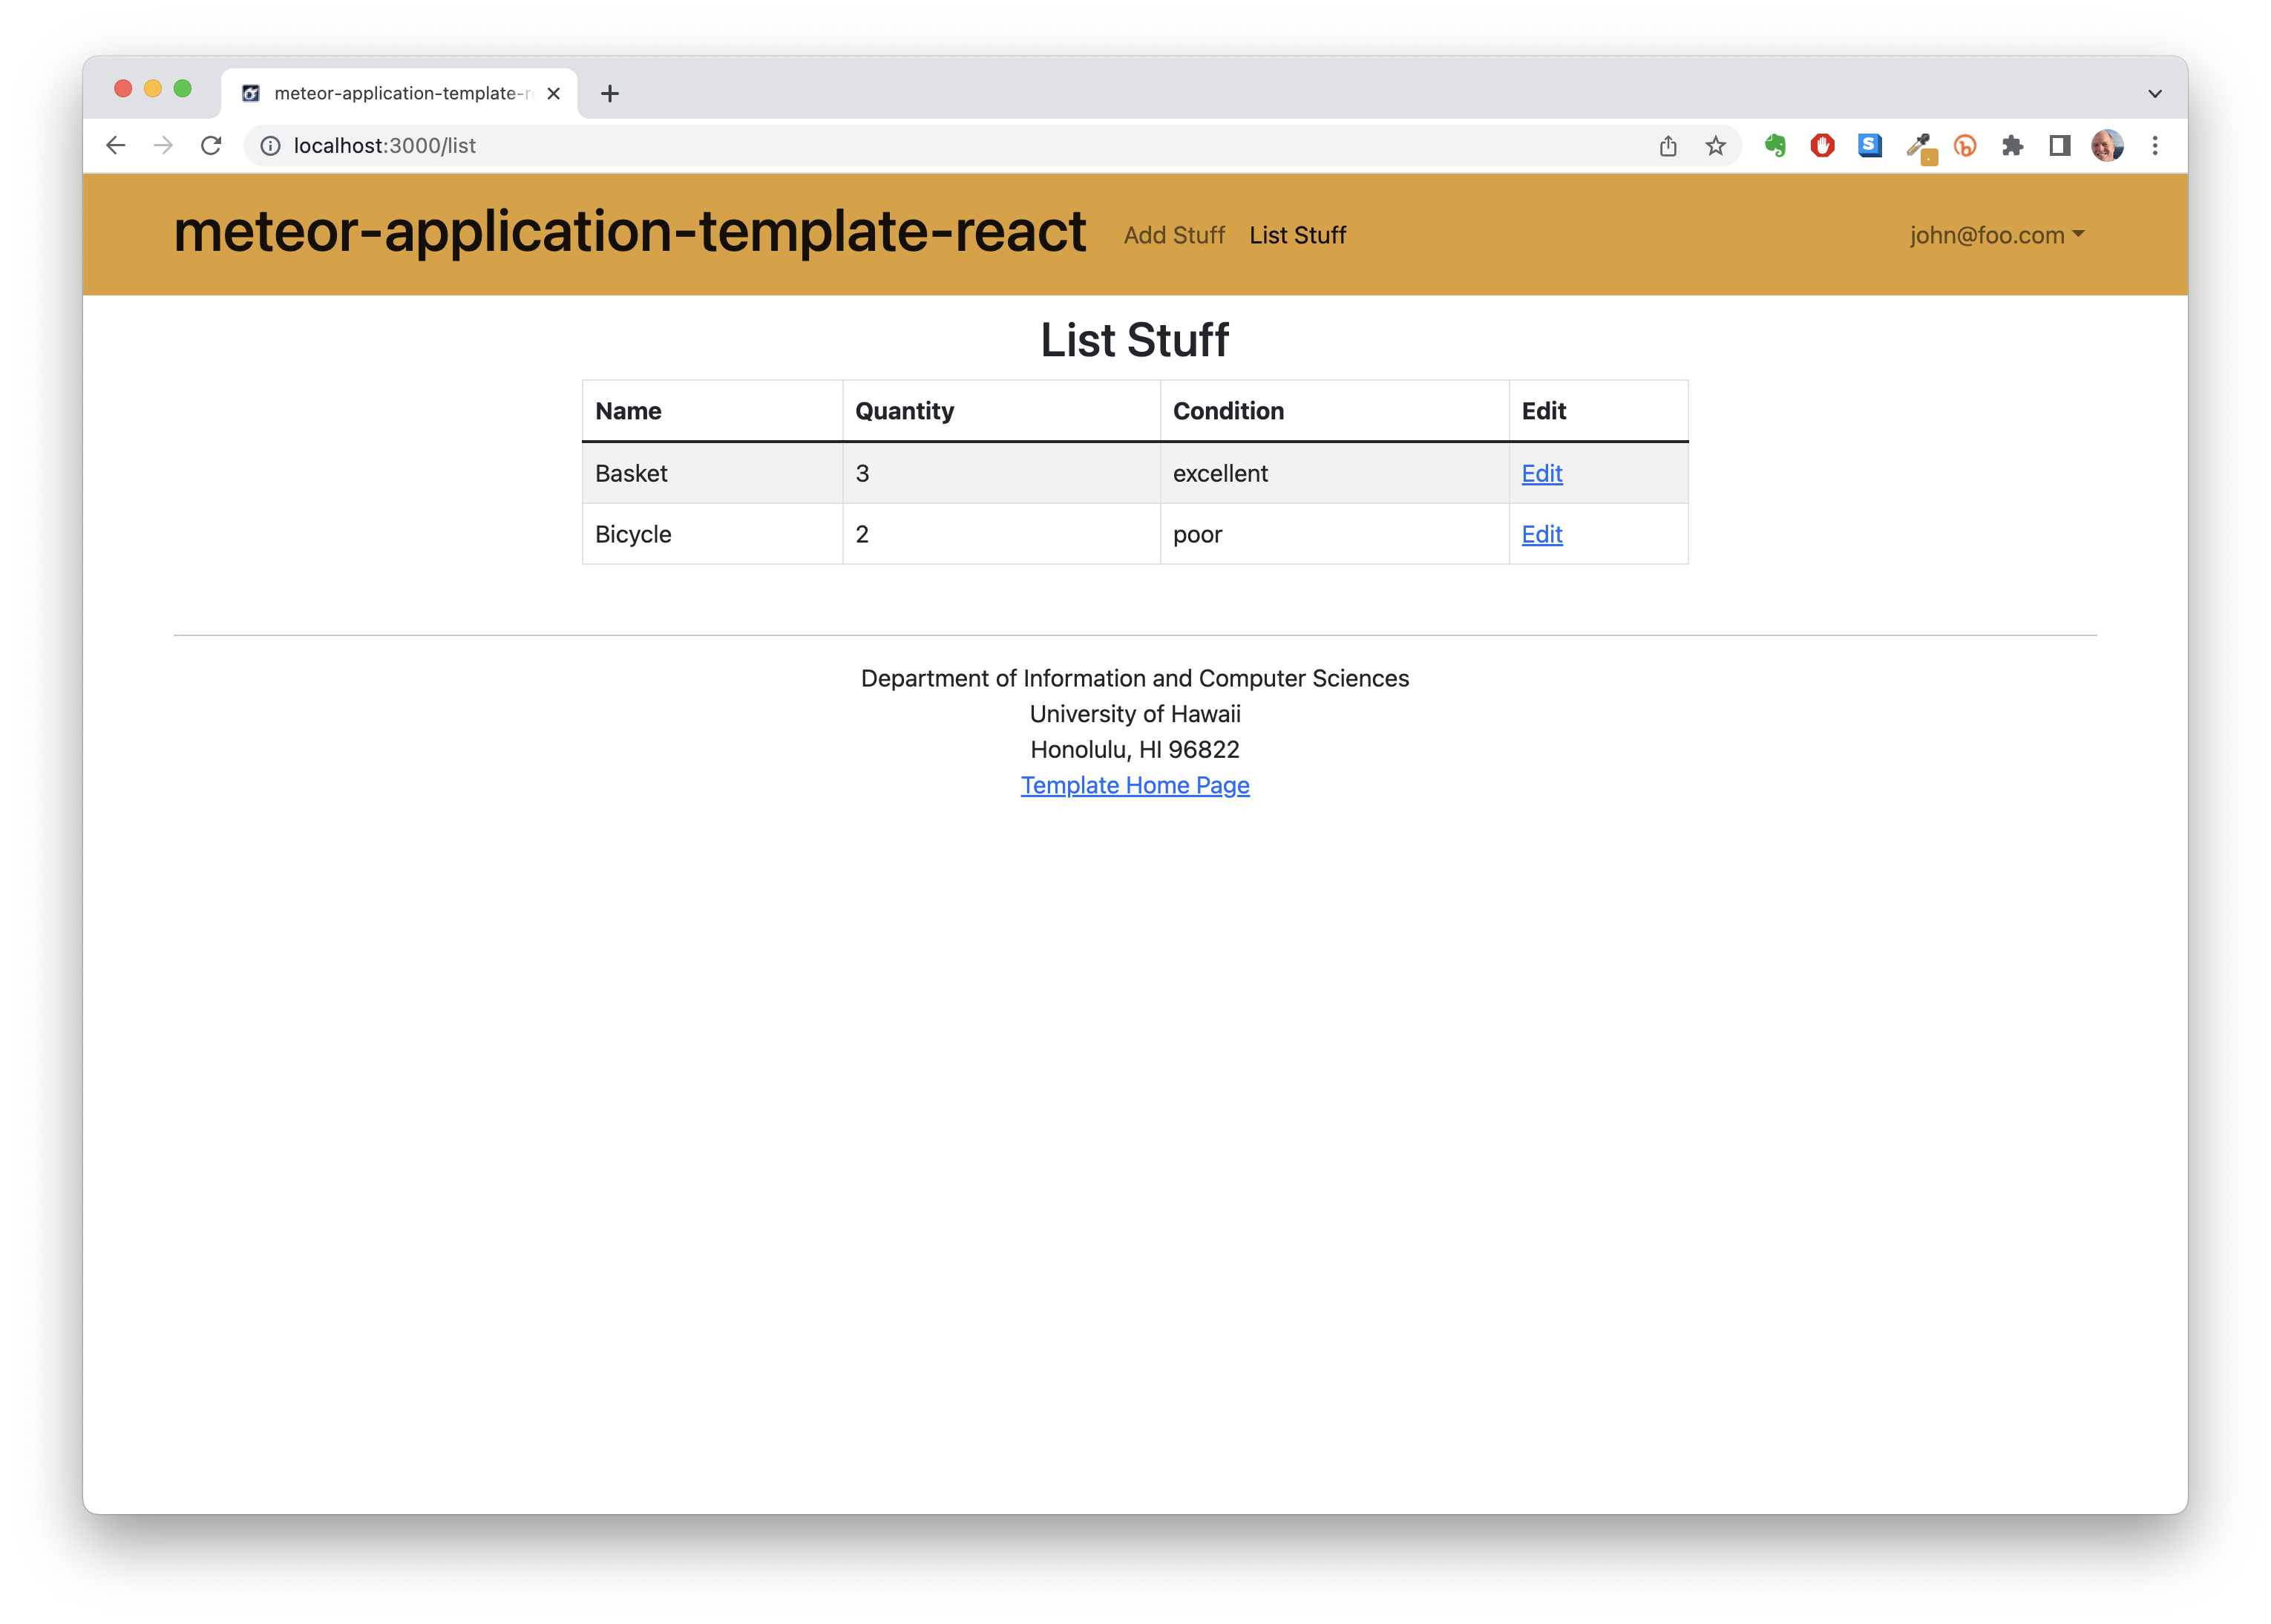 meteor-application-template-r
localhost:3000/list
meteor-application-template-react Add Stuff List Stuff john@foo.com
List Stuff
Name Quantity Condition Edit
Basket 3 excellent Edit
Bicycle 2 poor Edit
Department of Information and Computer Sciences
University of Hawaii
Honolulu, HI 96822
Template Home Page